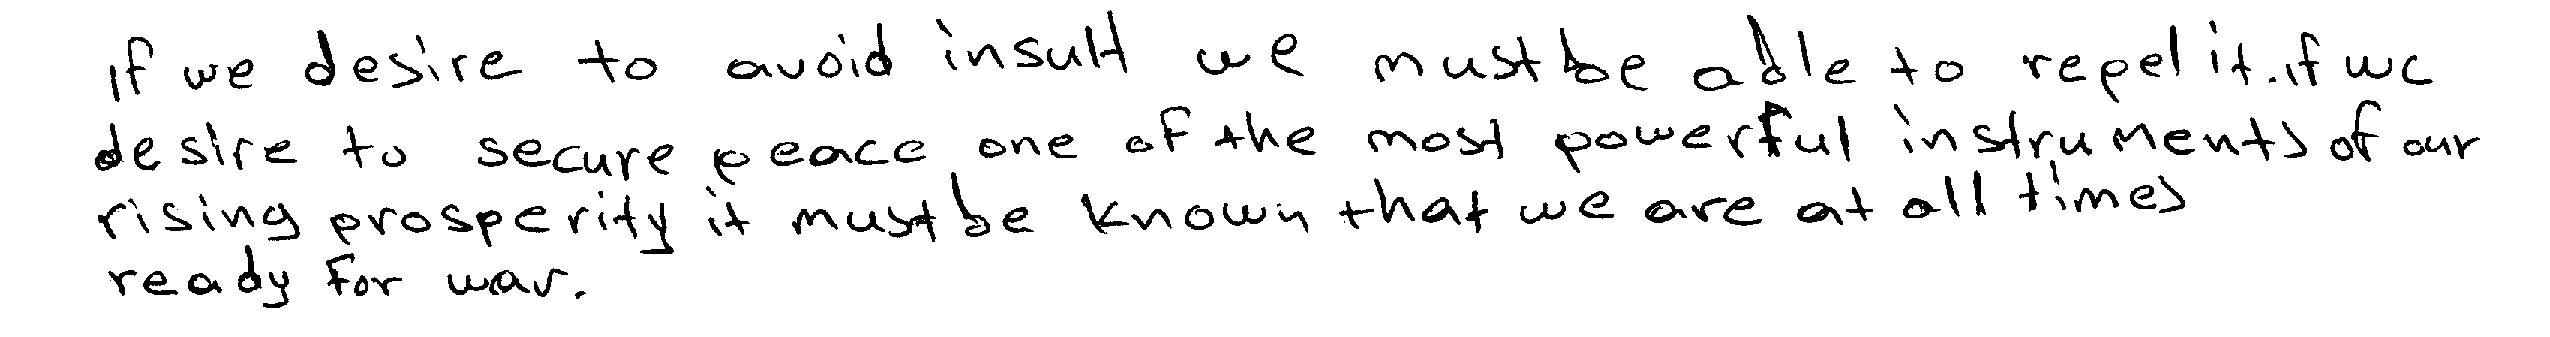 if we desire to avoid insult we must be able to repel it. if we
desire to secure peace one of the most powerful instruments of our
rising prosperity it must be known that we are at all times
ready for war.